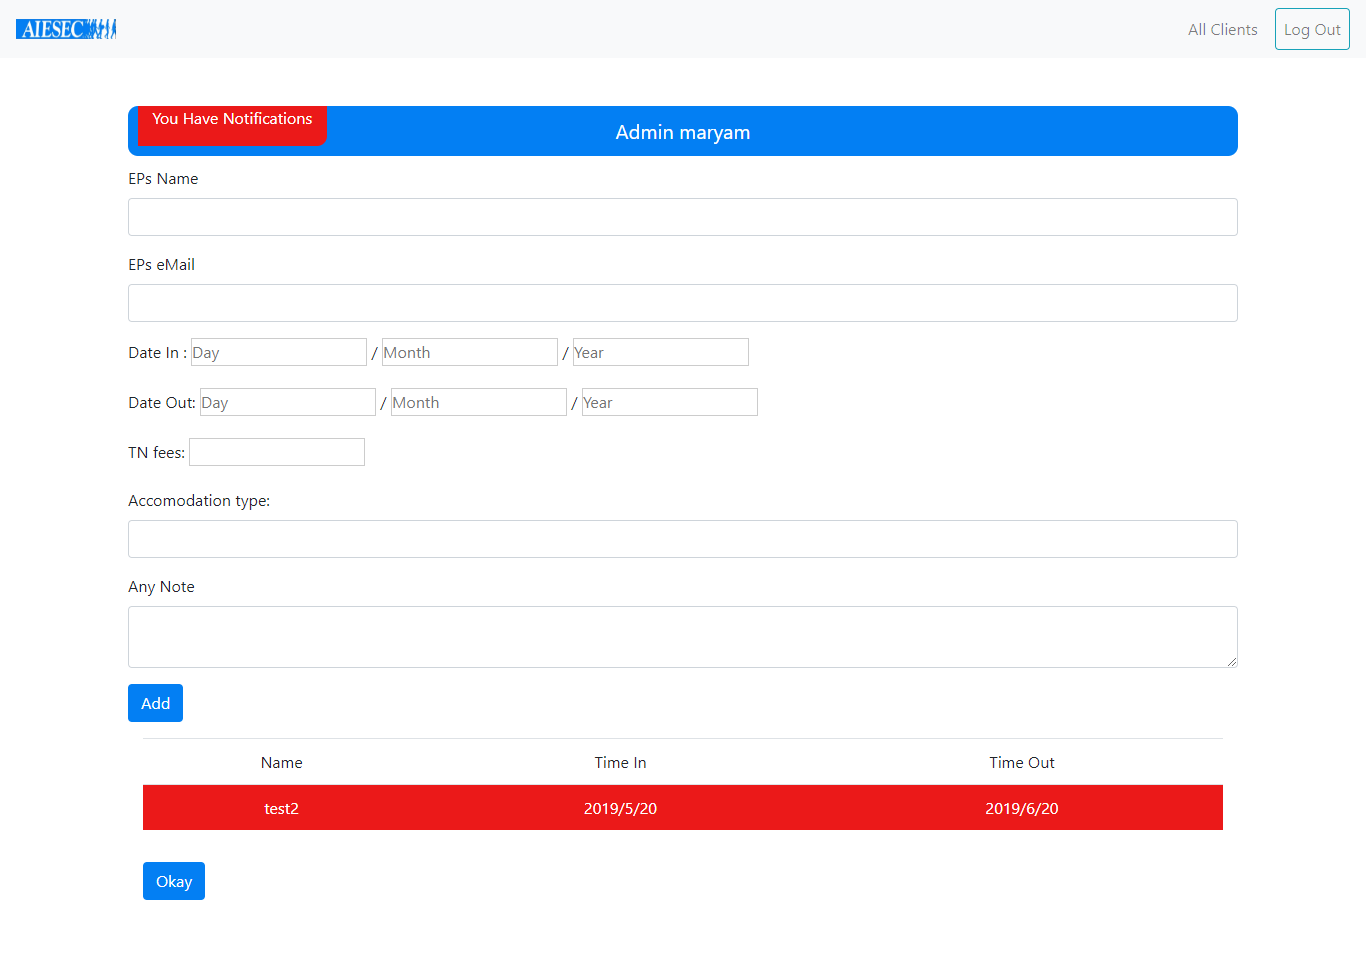 AIESEC
All Clients
Log Out
You Have Notifications
Admin maryam
EPs Name
EPs eMail
Date In : Day / Month / Year
Date Out: Day / Month / Year
TN fees:
Accomodation type:
Any Note
Add
Name Time In Time Out
test2 2019/5/20 2019/6/20
Okay